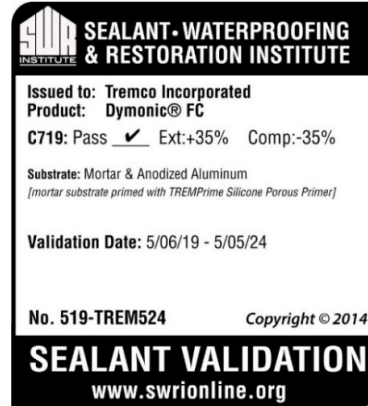 SWR
INSTITUTE
SEALANT • WATERPROOFING
& RESTORATION INSTITUTE
Issued to: Tremco Incorporated
Product: Dymonic® FC
C719: Pass ✔ Ext:+35% Comp:-35%
Substrate: Mortar & Anodized Aluminum
[mortar substrate primed with TREMPrime Silicone Porous Primer]
Validation Date: 5/06/19 - 5/05/24
No. 519-TREM524 Copyright © 2014
SEALANT VALIDATION
www.swrionline.org